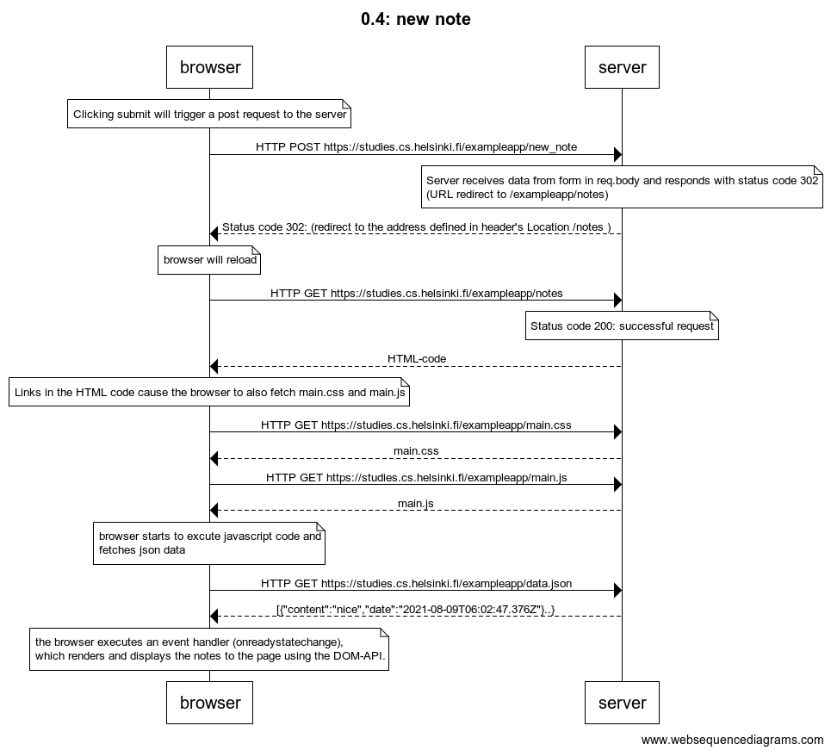 0.4: new note
browser
server
Clicking submit will trigger a post request to the server
HTTP POST https://studies.cs.helsinki.fi/exampleapp/new_note
Server receives data from form in req.body and responds with status code 302
(URL redirect to /exampleapp/notes)
Status code 302: (redirect to the address defined in header's Location /notes )
browser will reload
HTTP GET https://studies.cs.helsinki.fi/exampleapp/notes
Status code 200: successful request
HTML-code
Links in the HTML code cause the browser to also fetch main.css and main.js
HTTP GET https://studies.cs.helsinki.fi/exampleapp/main.css
main.css
HTTP GET https://studies.cs.helsinki.fi/exampleapp/main.js
main.js
browser starts to excute javascript code and
fetches json data
HTTP GET https://studies.cs.helsinki.fi/exampleapp/data.json
[{"content":"nice","date":"2021-08-09T06:02:47.376Z"}..}
the browser executes an event handler (onreadystatechange),
which renders and displays the notes to the page using the DOM-API.
browser
server
www.websequencediagrams.com